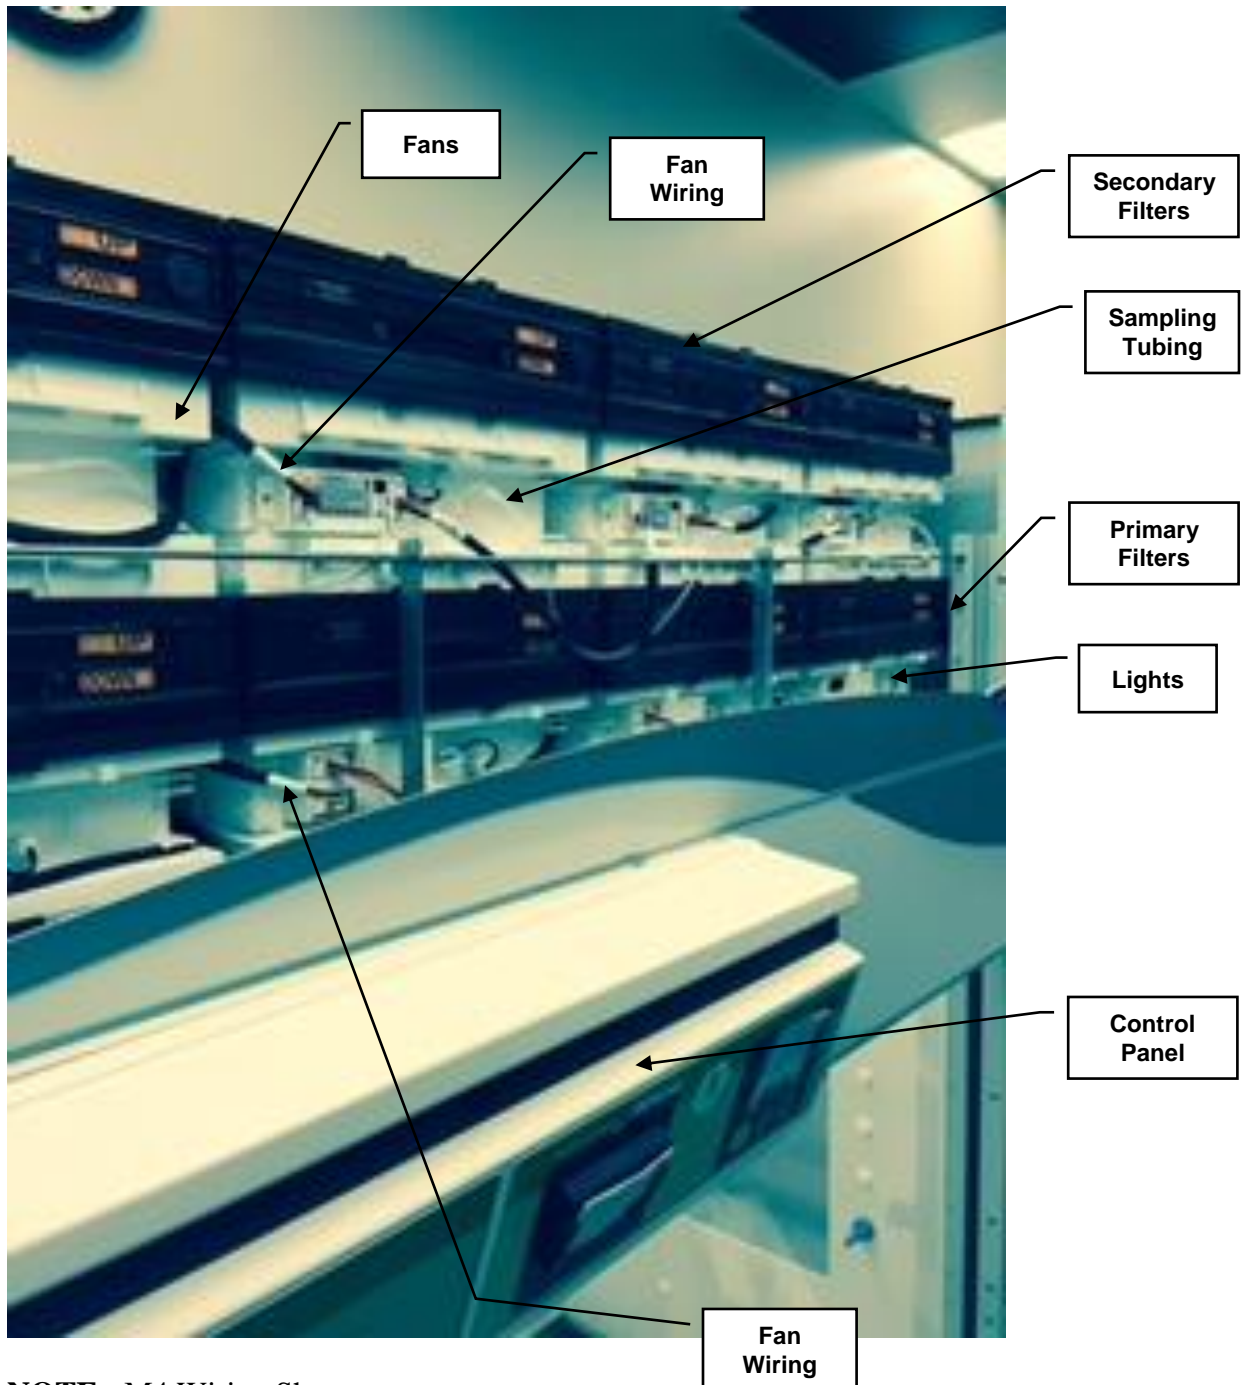 Fans
Fan
Wiring
Secondary
Filters
Sampling
Tubing
Primary
Filters
Lights
Control
Panel
Fan
Wiring